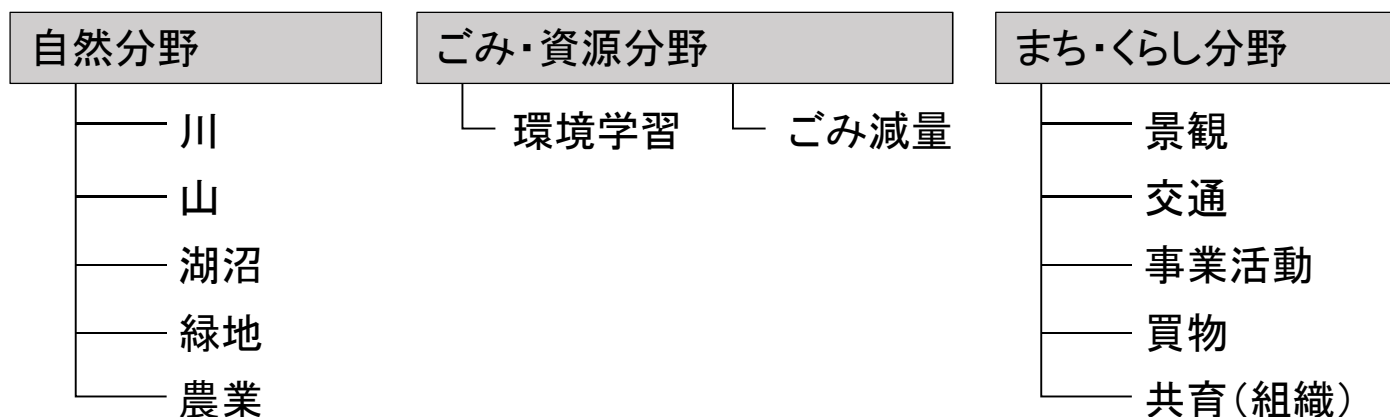 自然分野
川
山
湖沼
緑地
農業
ごみ・資源分野
環境学習
ごみ減量
まち・くらし分野
景観
交通
事業活動
買物
共育(組織)